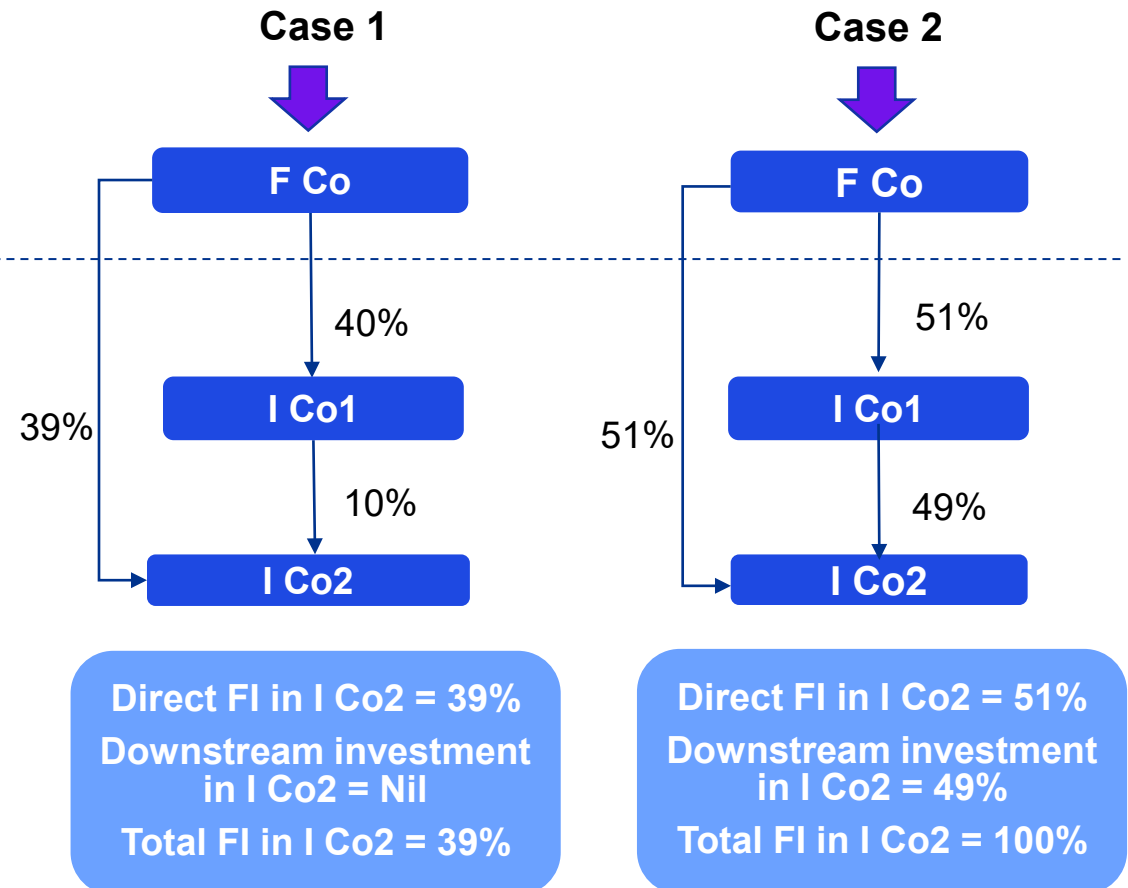 Case 1
F Co
40%
39%
I Co1
10%
I Co2
Direct FI in I Co2 = 39%
Downstream investment
in I Co2 = Nil
Total FI in I Co2 = 39%
Case 2
F Co
51%
51%
I Co1
49%
I Co2
Direct FI in I Co2 = 51%
Downstream investment
in I Co2 = 49%
Total FI in I Co2 = 100%